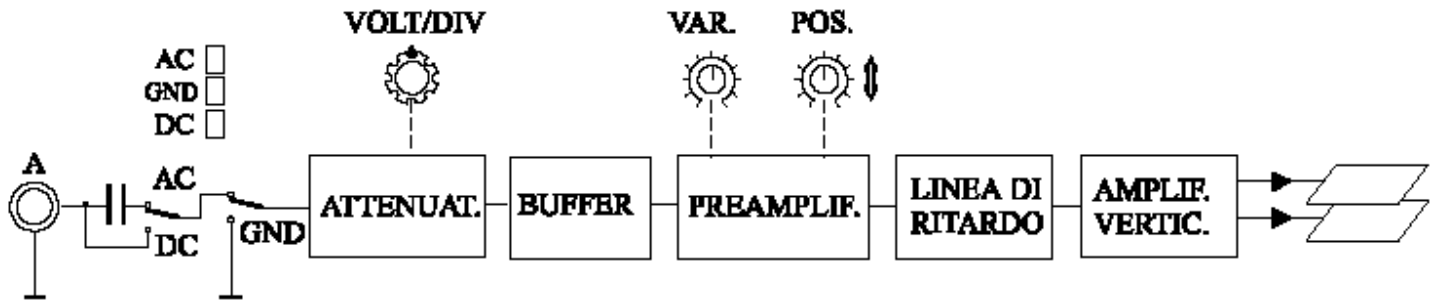 VOLT/DIV
VAR.
POS.
AC
GND
DC
A
AC
DC
GND
ATTENUAT.
BUFFER
PREAMPLIF.
LINEA DI
RITARDO
AMPLIF.
VERTIC.